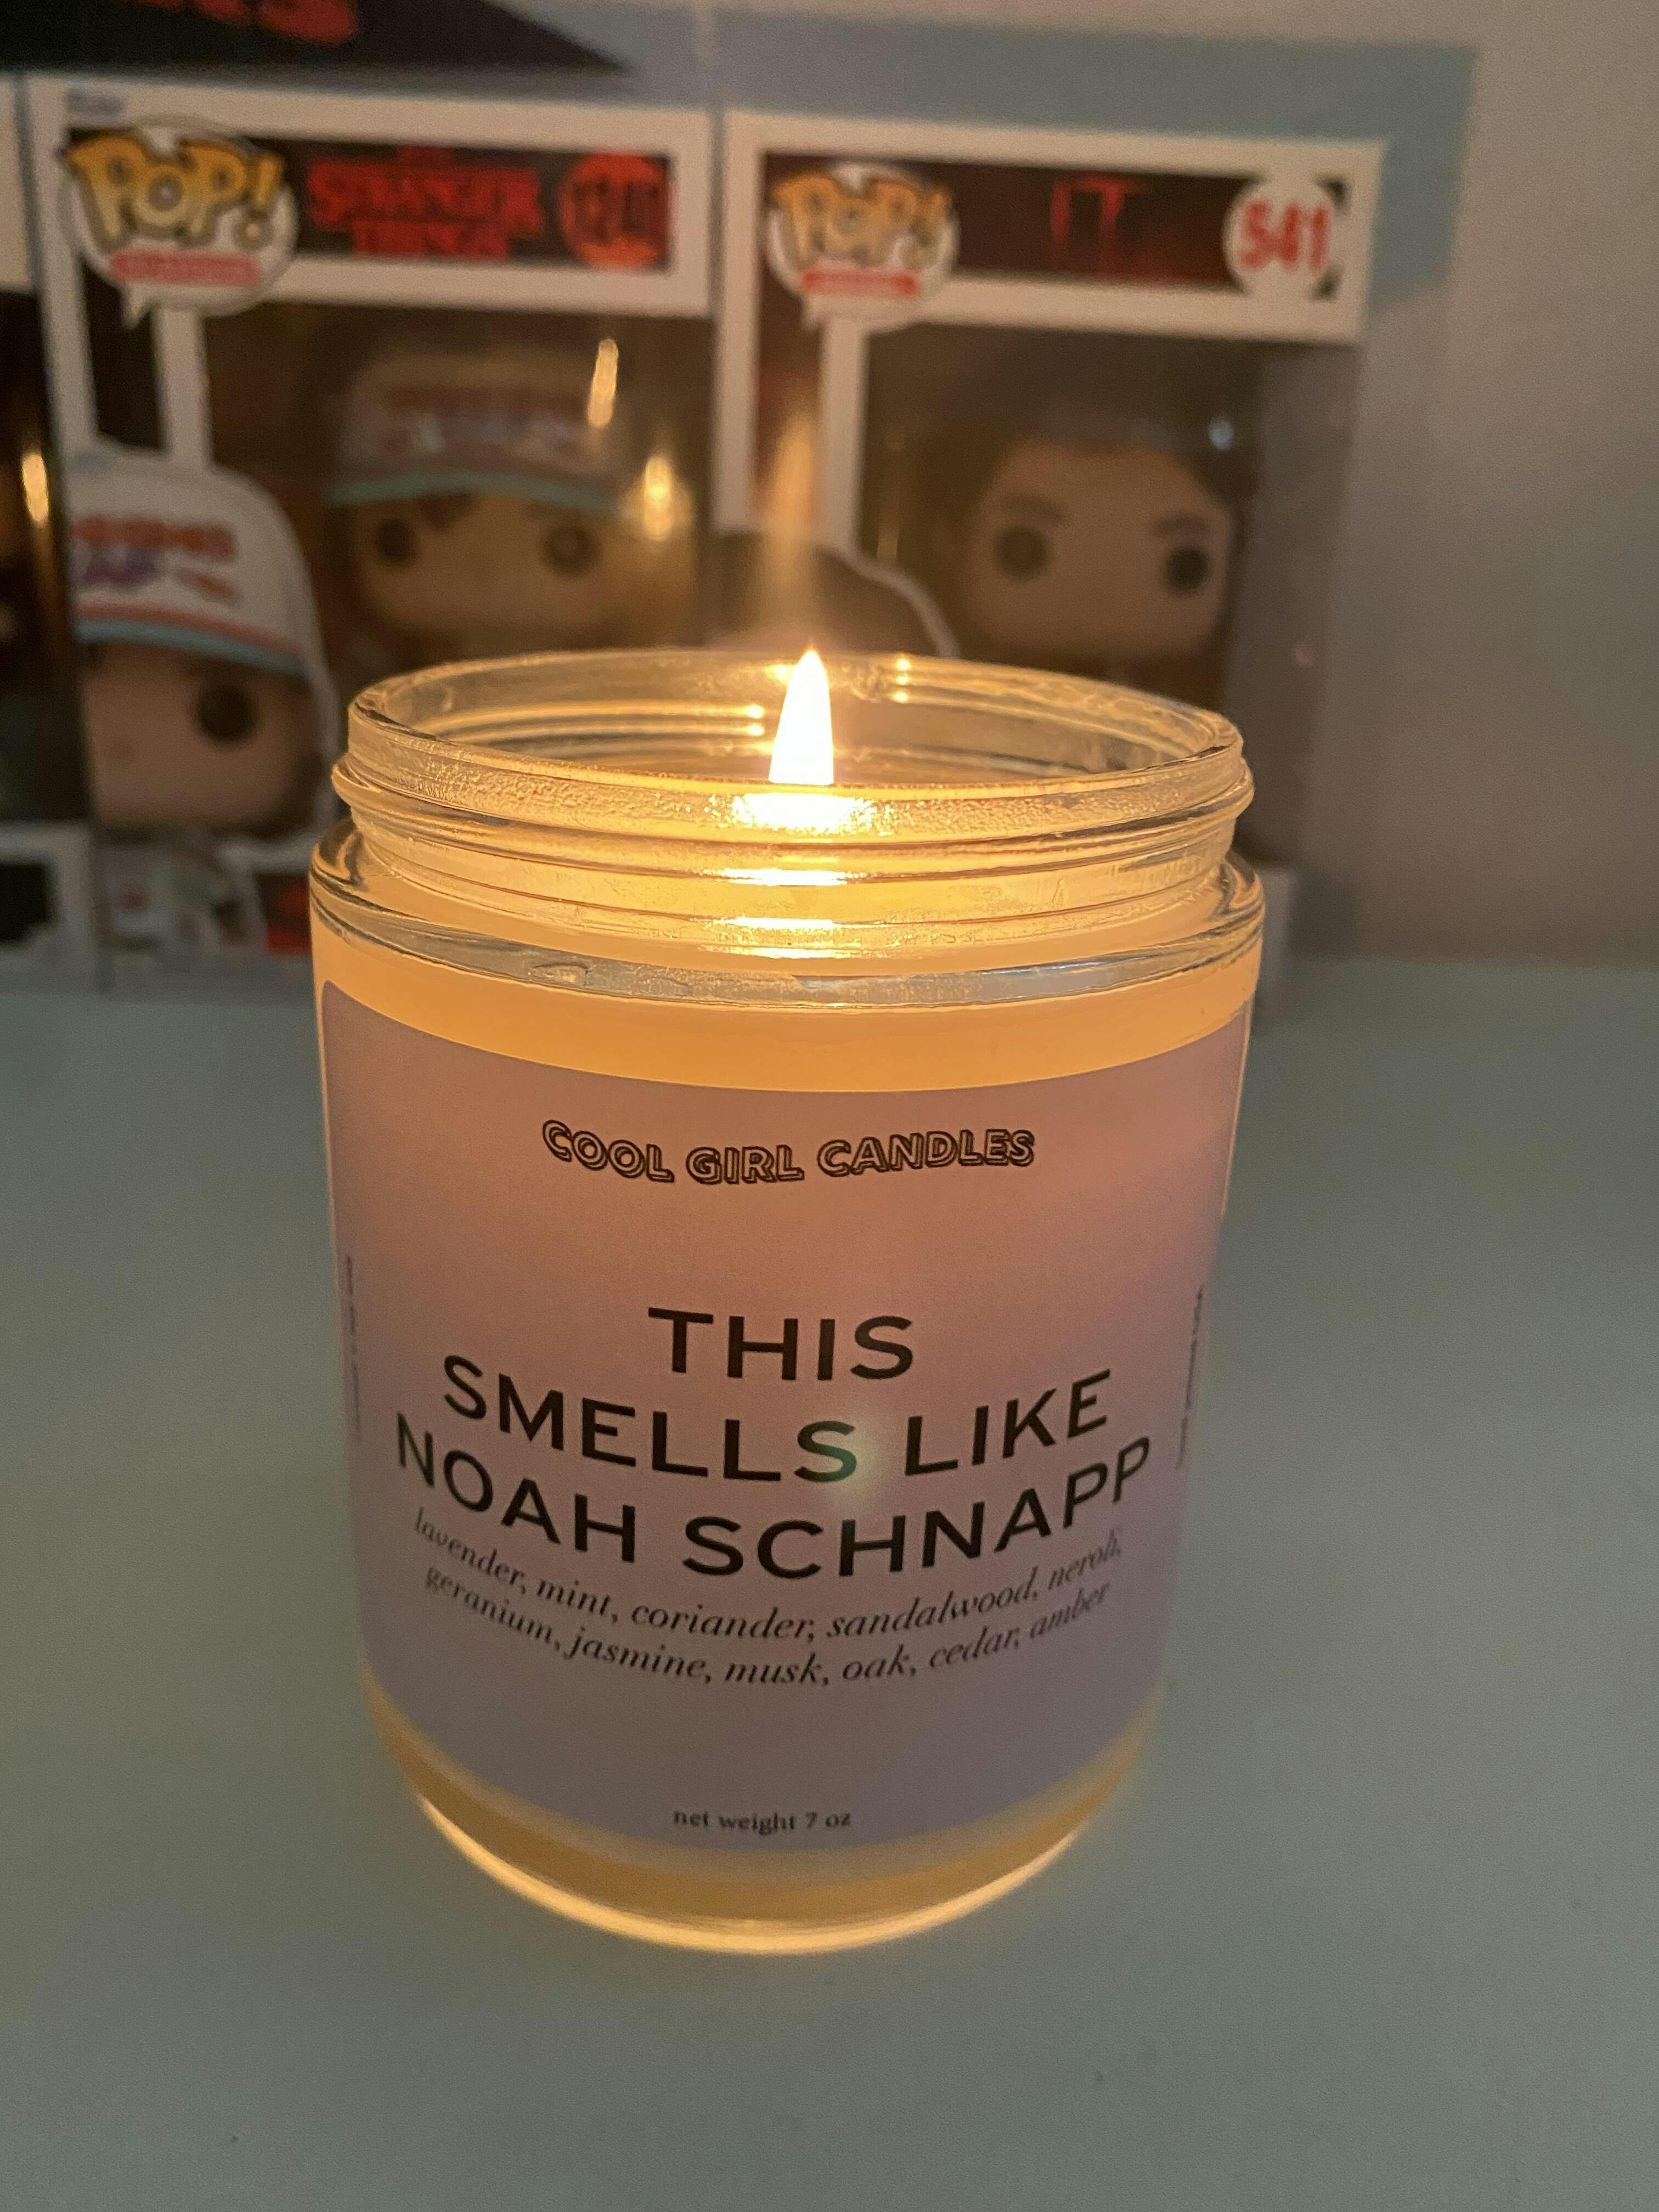 POP!
STRANGER
THINGS
POP!
IT
541
COOL GIRL CANDLES
THIS
SMELLS LIKE
NOAH SCHNAPP
lavender, mint, coriander, sandalwood, neroli,
geranium, jasmine, musk, oak, cedar, amber
net weight 7 oz